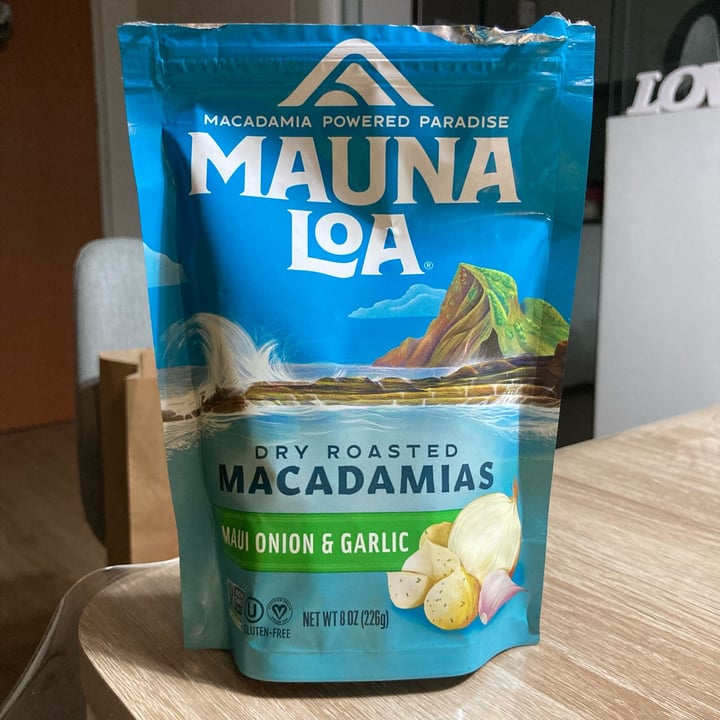 MACADAMIA POWERED PARADISE
MAUNA
LOA®
DRY ROASTED
MACADAMIAS
MAUI ONION & GARLIC
U
GLUTEN-FREE
NET WT 8 OZ (226g)